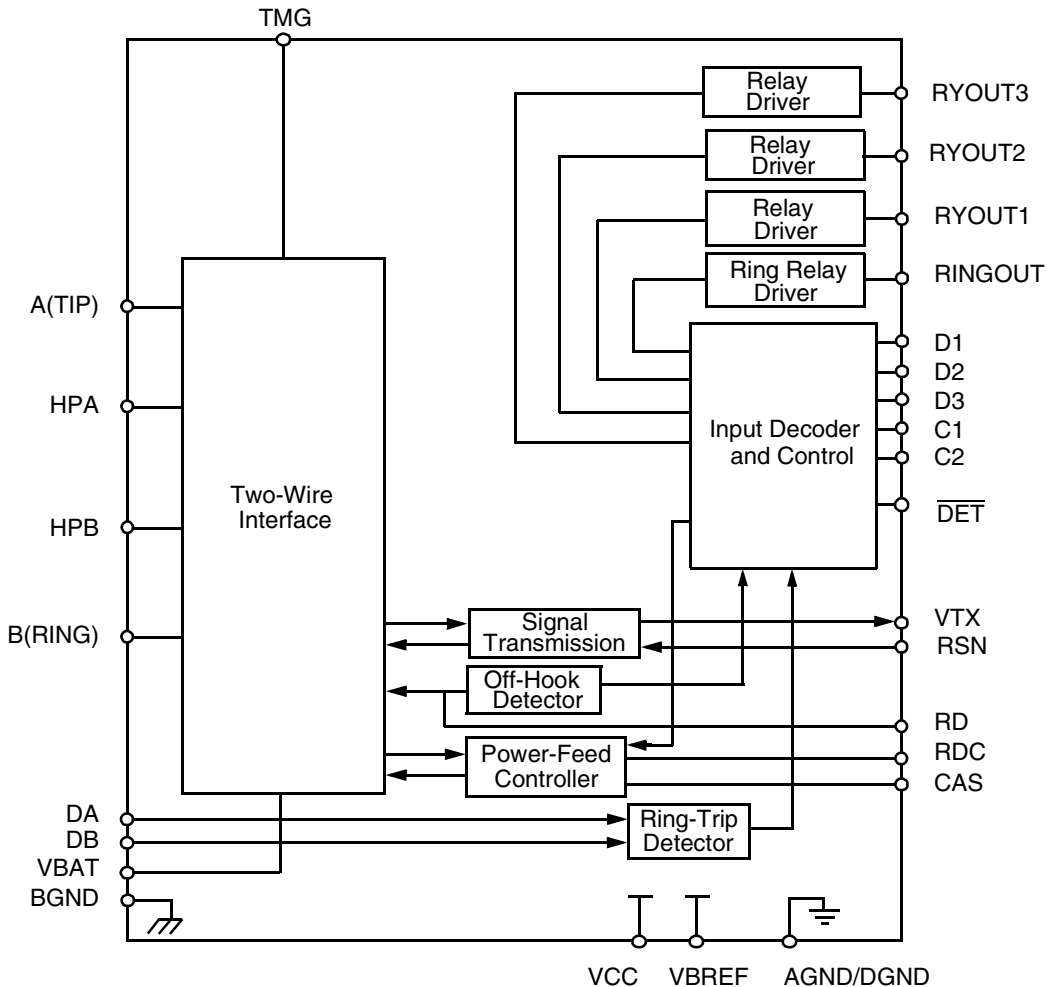 TMG
Relay
Driver
RYOUT3
Relay
Driver
RYOUT2
Relay
Driver
RYOUT1
Ring Relay
Driver
RINGOUT
A(TIP)
HPA
HPB
B(RING)
Two-Wire
Interface
Input Decoder
and Control
D1
D2
D3
C1
C2
DET
Signal
Transmission
VTX
RSN
Off-Hook
Detector
RD
Power-Feed
Controller
RDC
CAS
DA
DB
VBAT
BGND
Ring-Trip
Detector
VCC
VBREF
AGND/DGND